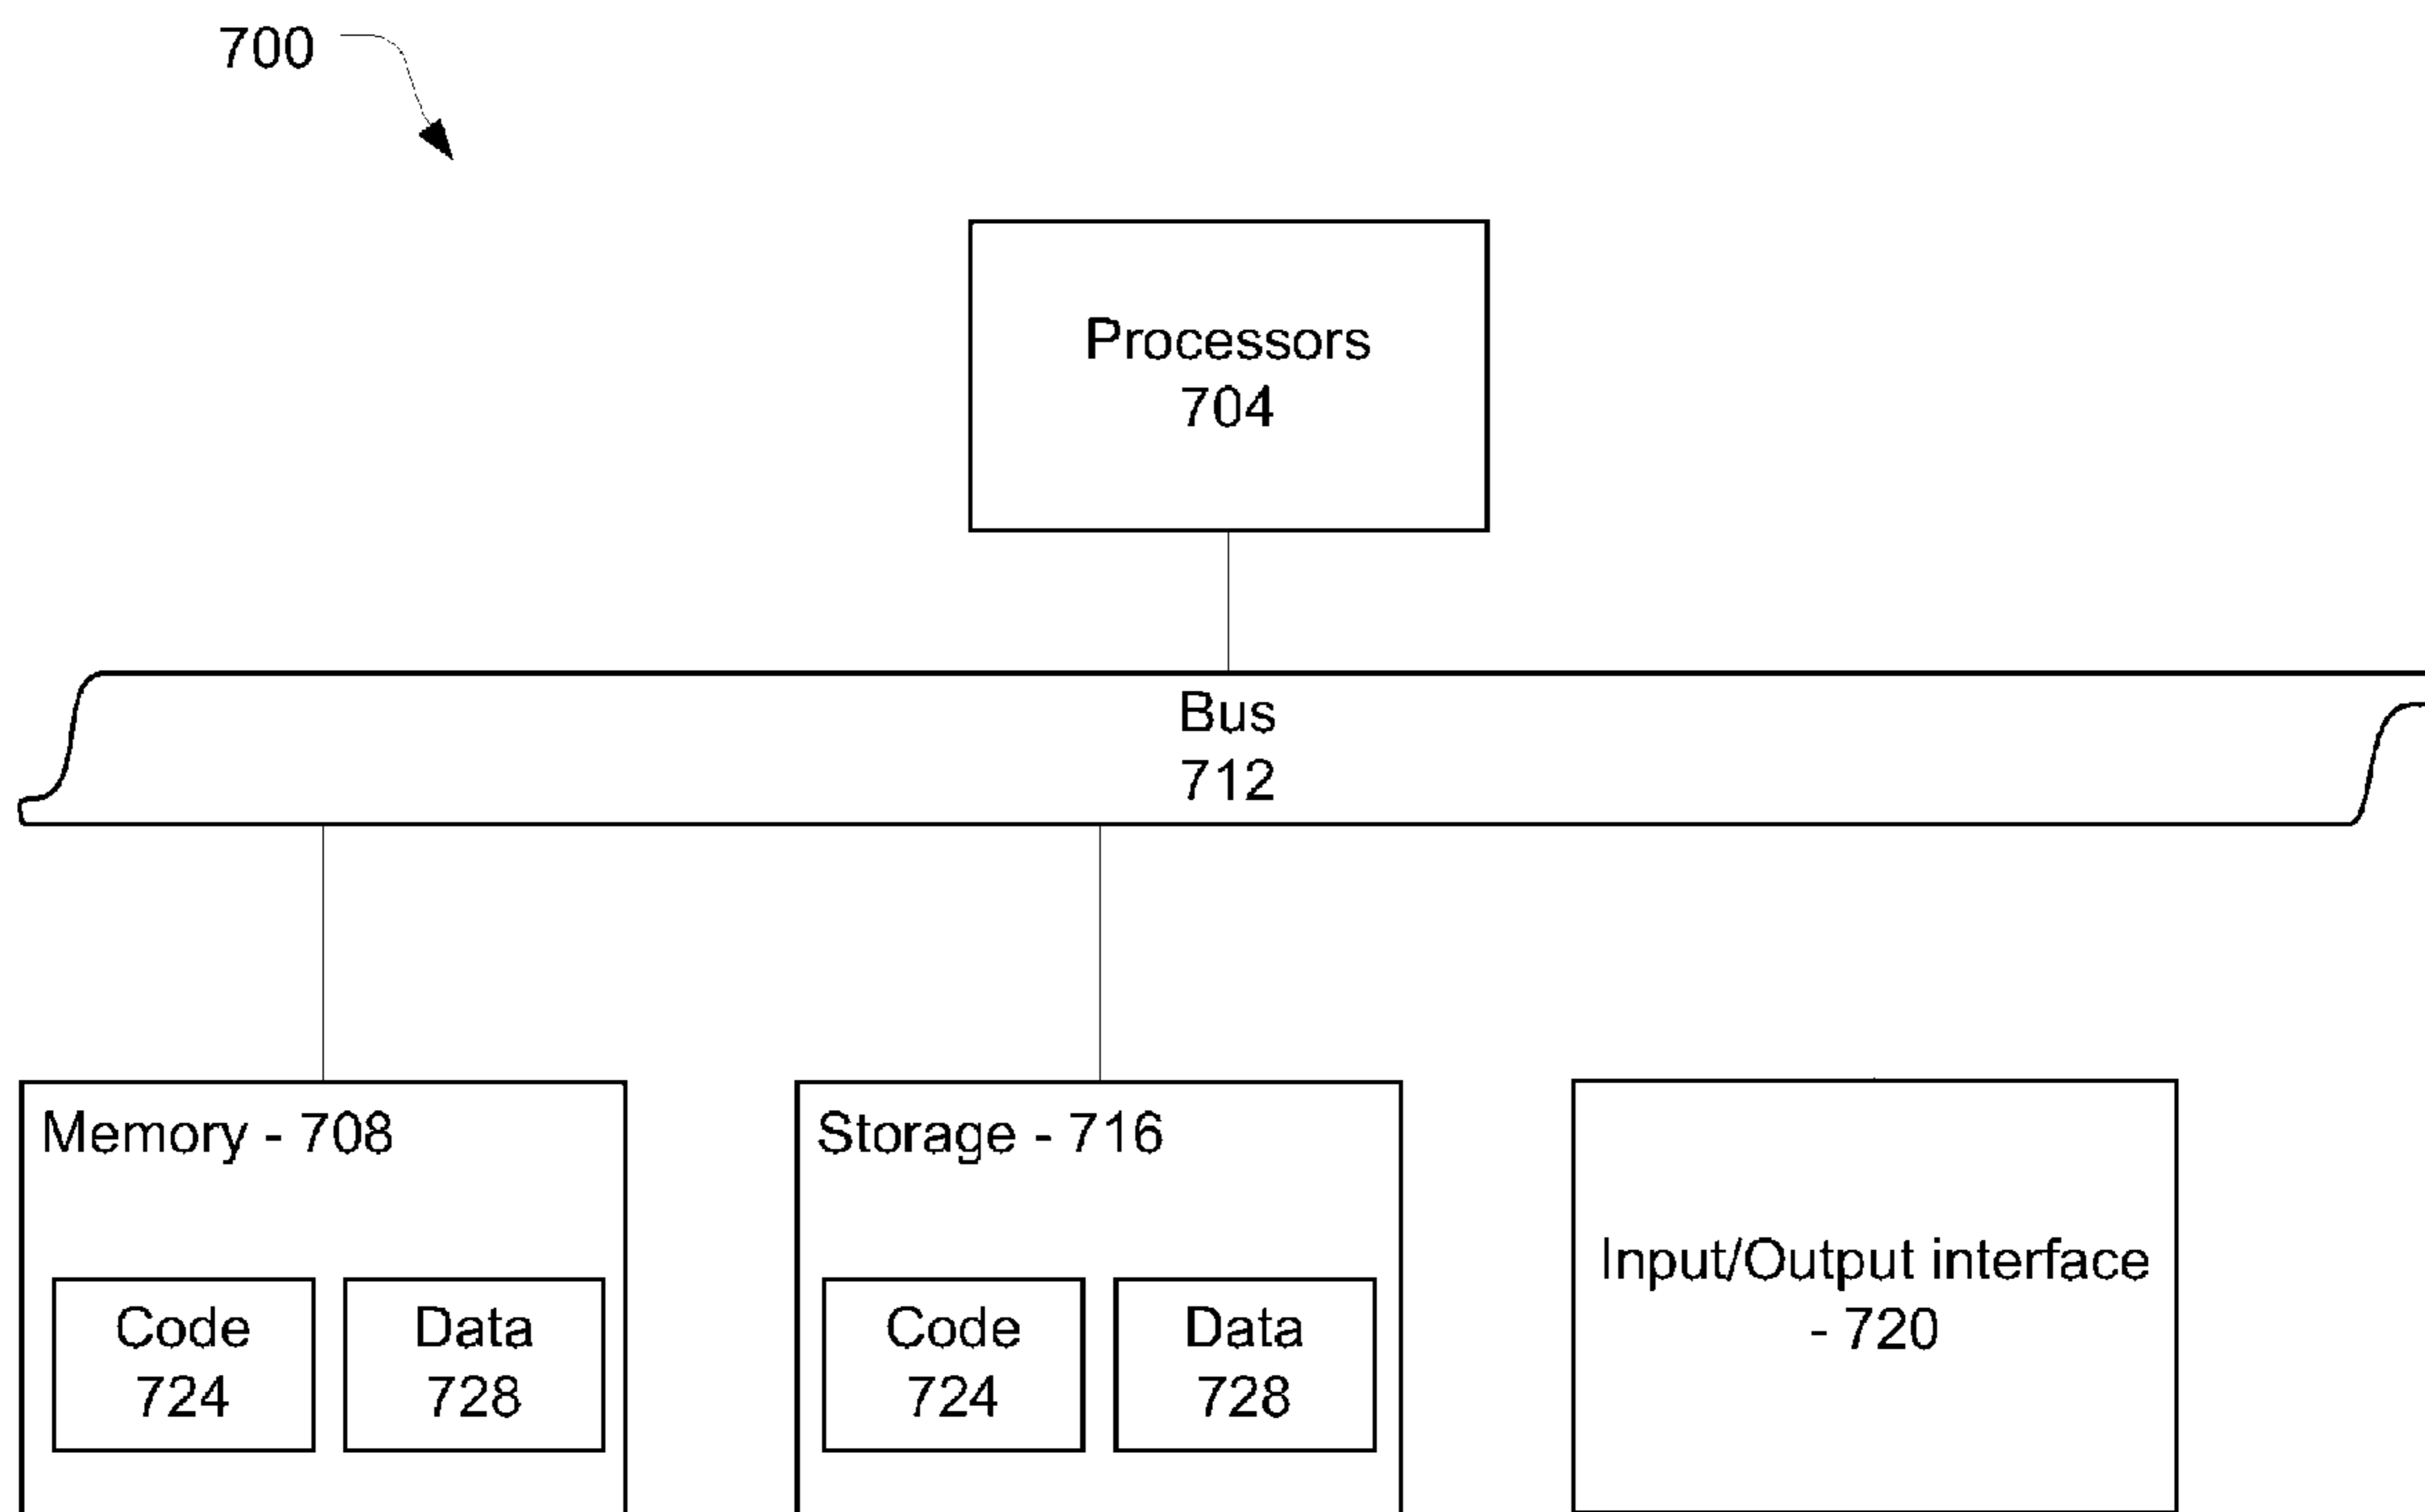 700
Processors
704
Bus
712
Memory - 708
Code
724
Data
728
Storage - 716
Code
724
Data
728
Input/Output interface
- 720